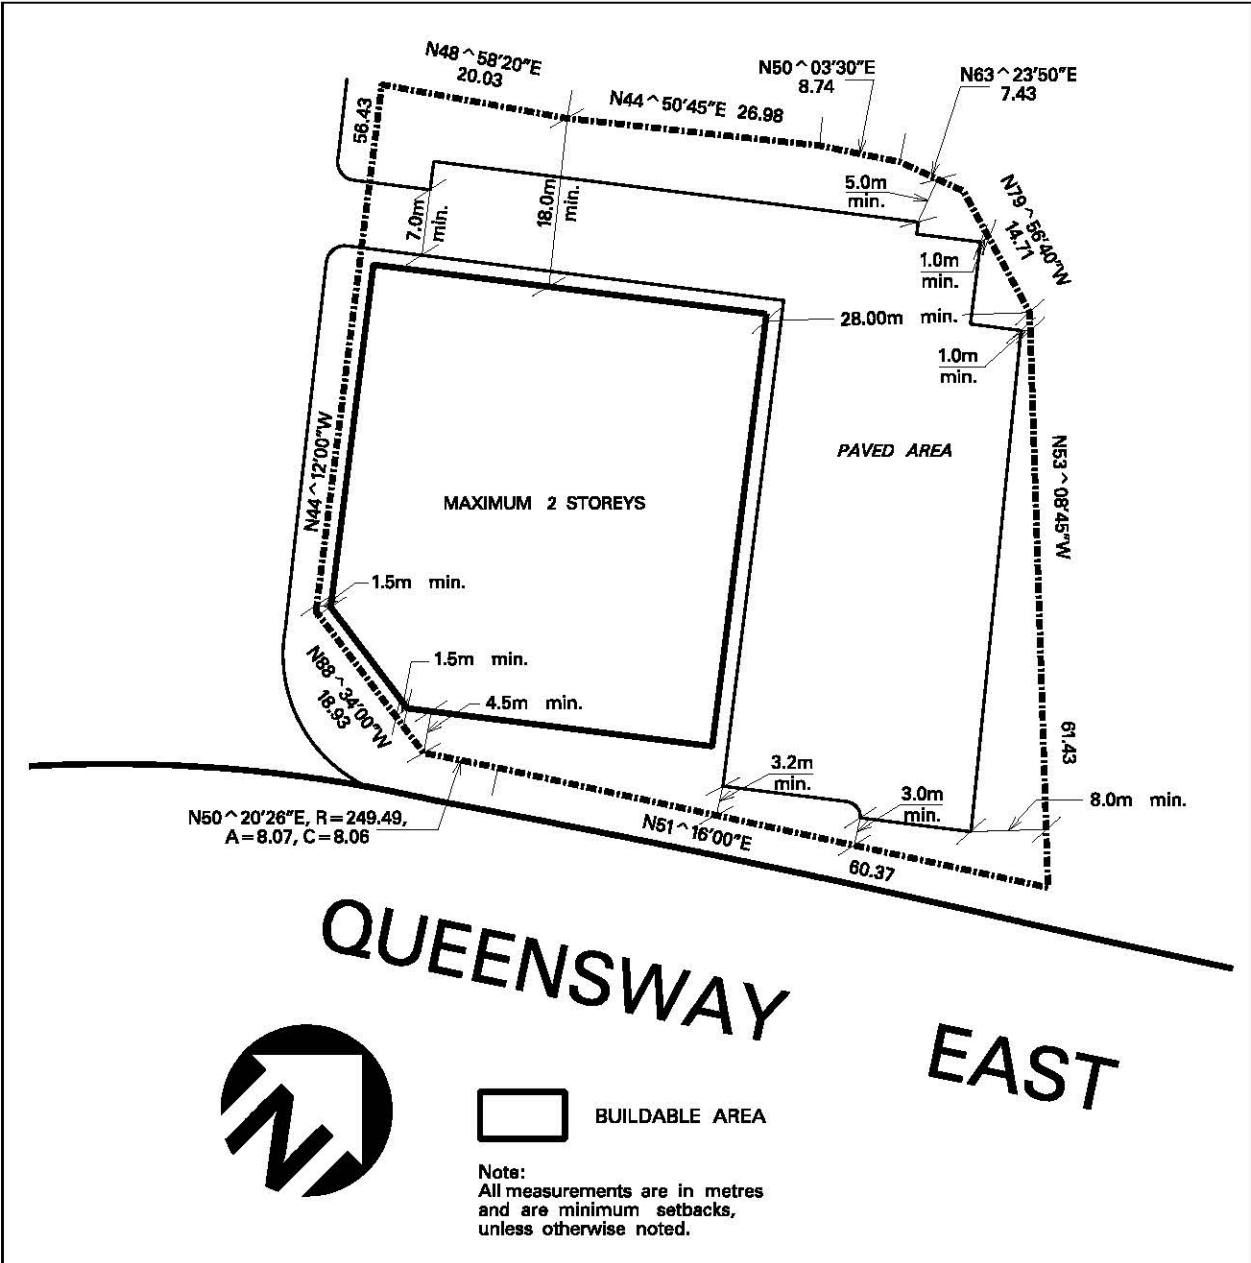 N48^58'20"E
20.03
N50^03'30"E
8.74
N63^23'50"E
7.43
N44^50'45"E 26.98
56.43
5.0m
min.
N79^56'40"W
14.71
7.0m
min.
18.0m
min.
1.0m
min.
28.00m min.
1.0m
min.
PAVED AREA
N53^08'45"W
MAXIMUM 2 STOREYS
N44^12'00"W
1.5m min.
1.5m min.
N88^34'00"W
18.93
4.5m min.
61.43
3.2m
min.
3.0m
min.
8.0m min.
N50^20'26"E, R=249.49,
A=8.07, C=8.06
N51^16'00"E
60.37
QUEENSWAY EAST
N
BUILDABLE AREA
Note:
All measurements are in metres
and are minimum setbacks,
unless otherwise noted.